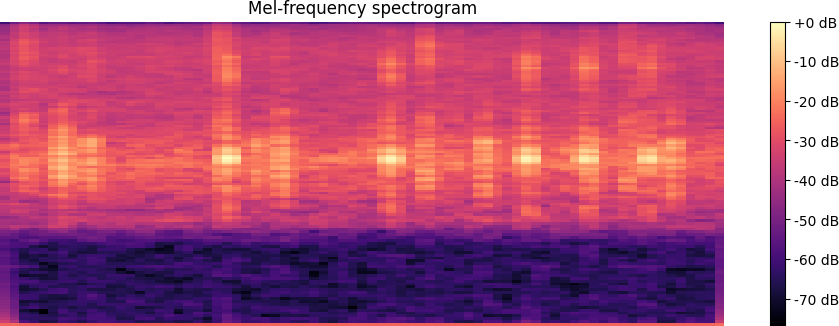 Mel-frequency spectrogram
+0 dB
-10 dB
-20 dB
-30 dB
-40 dB
-50 dB
-60 dB
-70 dB